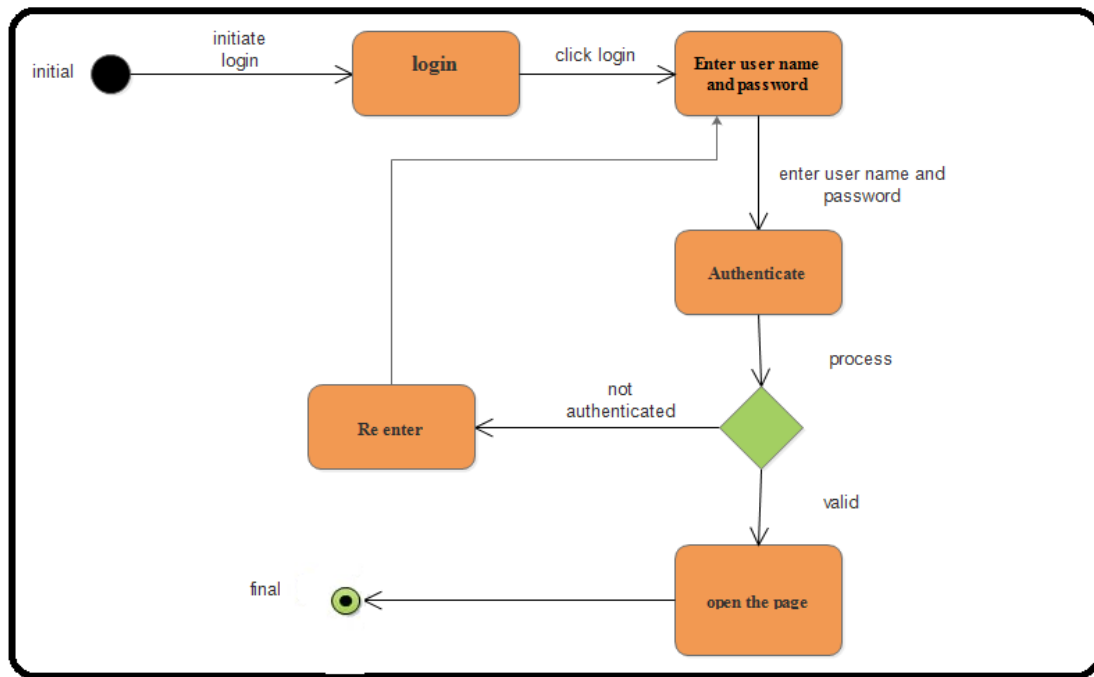 initial
initiate
login
login
click login
Enter user name
and password
enter user name and
password
Authenticate
process
not
authenticated
Re enter
valid
final
open the page